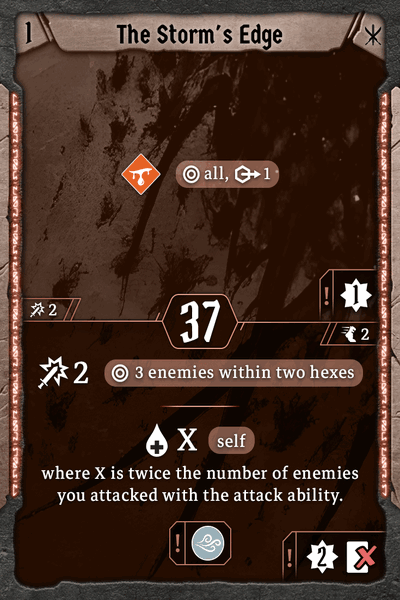 1 The Storm's Edge
all, 1
! 1
2 37 2
2 3 enemies within two hexes
X self
where X is twice the number of enemies
you attacked with the attack ability.
! ! 2